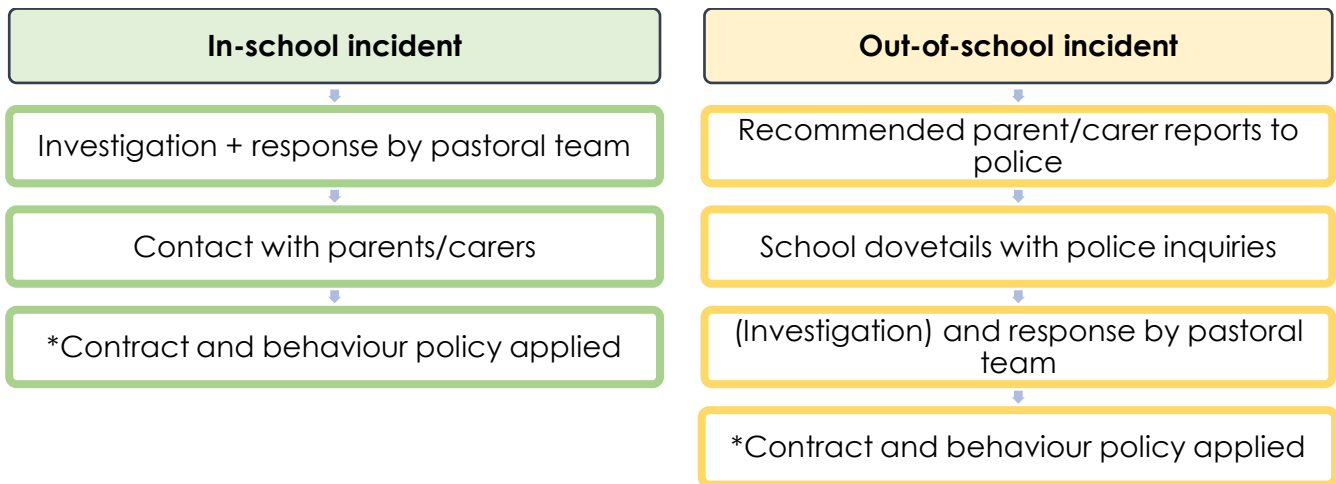 In-school incident
Investigation + response by pastoral team
Contact with parents/carers
*Contract and behaviour policy applied
Out-of-school incident
Recommended parent/carer reports to
police
School dovetails with police inquiries
(Investigation) and response by pastoral
team
*Contract and behaviour policy applied